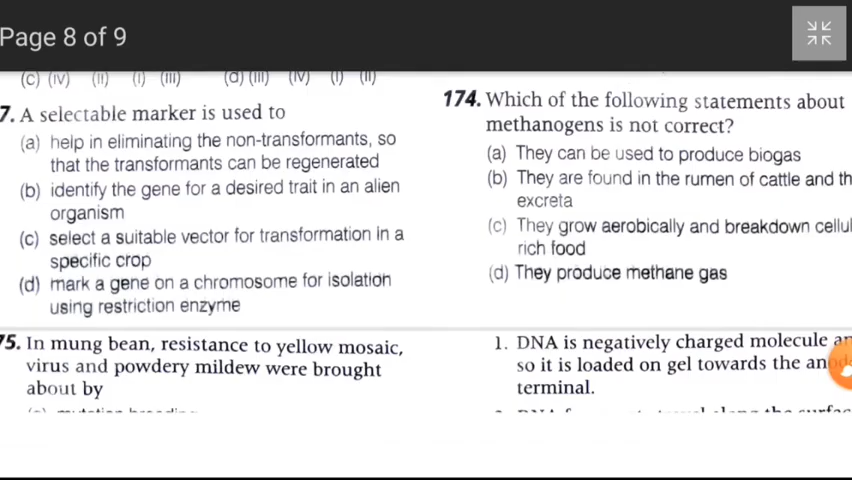 Page 8 of 9
(c) (IV) (II) (I) (III) (d) (III) (IV) (I) (II)
7. A selectable marker is used to
(a) help in eliminating the non-transformants, so
that the transformants can be regenerated
(b) identify the gene for a desired trait in an alien
organism
(c) select a suitable vector for transformation in a
specific crop
(d) mark a gene on a chromosome for isolation
using restriction enzyme
75. In mung bean, resistance to yellow mosaic,
virus and powdery mildew were brought
about by
174. Which of the following statements about
methanogens is not correct?
(a) They can be used to produce biogas
(b) They are found in the rumen of cattle and th
excreta
(c) They grow aerobically and breakdown cellul
rich food
(d) They produce methane gas
1. DNA is negatively charged molecule an
so it is loaded on gel towards the anode
terminal.